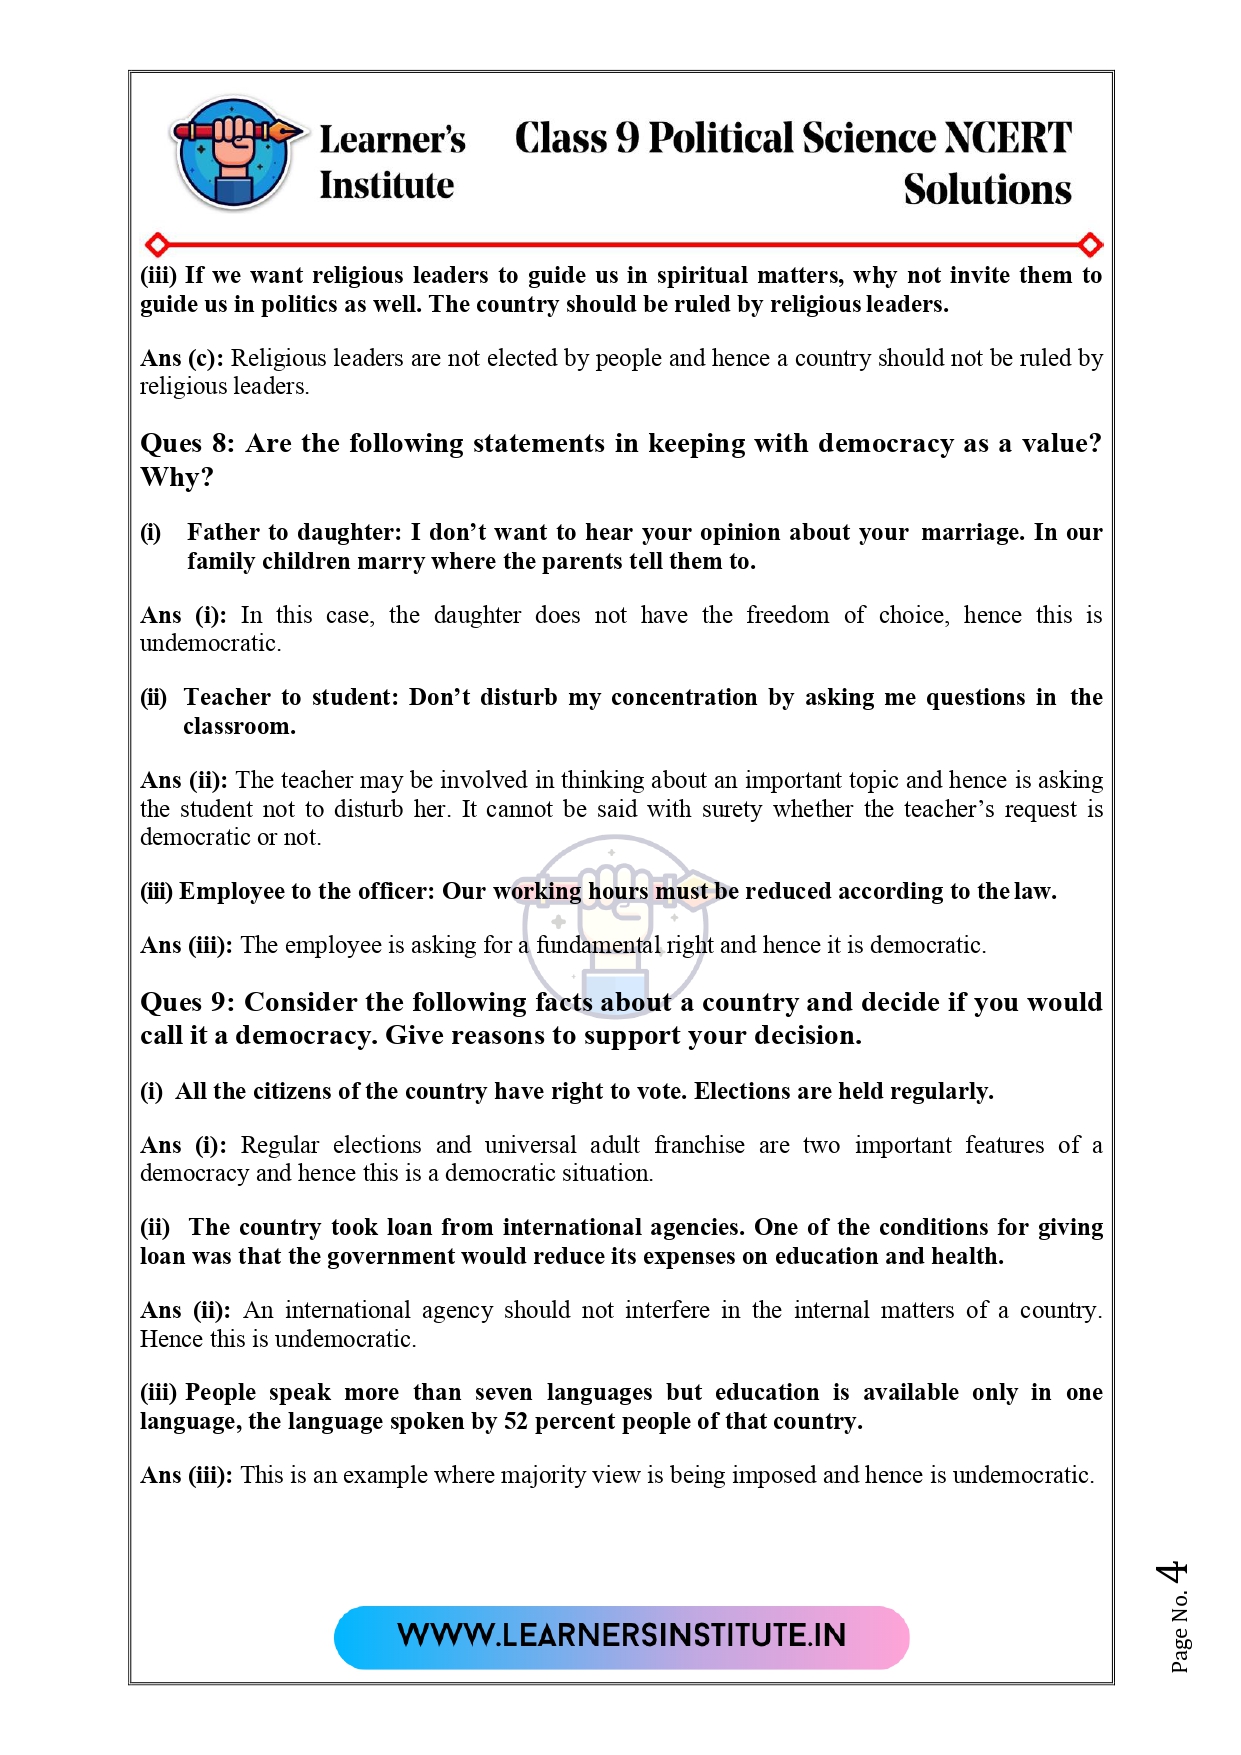 Learner's
Institute
Class 9 Political Science NCERT
Solutions
(iii) If we want religious leaders to guide us in spiritual matters, why not invite them to
guide us in politics as well. The country should be ruled by religious leaders.
Ans (c): Religious leaders are not elected by people and hence a country should not be ruled by
religious leaders.
Ques 8: Are the following statements in keeping with democracy as a value?
Why?
(i) Father to daughter: I don’t want to hear your opinion about your marriage. In our
family children marry where the parents tell them to.
Ans (i): In this case, the daughter does not have the freedom of choice, hence this is
undemocratic.
(ii) Teacher to student: Don’t disturb my concentration by asking me questions in the
classroom.
Ans (ii): The teacher may be involved in thinking about an important topic and hence is asking
the student not to disturb her. It cannot be said with surety whether the teacher’s request is
democratic or not.
(iii) Employee to the officer: Our working hours must be reduced according to the law.
Ans (iii): The employee is asking for a fundamental right and hence it is democratic.
Ques 9: Consider the following facts about a country and decide if you would
call it a democracy. Give reasons to support your decision.
(i) All the citizens of the country have right to vote. Elections are held regularly.
Ans (i): Regular elections and universal adult franchise are two important features of a
democracy and hence this is a democratic situation.
(ii) The country took loan from international agencies. One of the conditions for giving
loan was that the government would reduce its expenses on education and health.
Ans (ii): An international agency should not interfere in the internal matters of a country.
Hence this is undemocratic.
(iii) People speak more than seven languages but education is available only in one
language, the language spoken by 52 percent people of that country.
Ans (iii): This is an example where majority view is being imposed and hence is undemocratic.
WWW.LEARNERSINSTITUTE.IN
Page No. 4